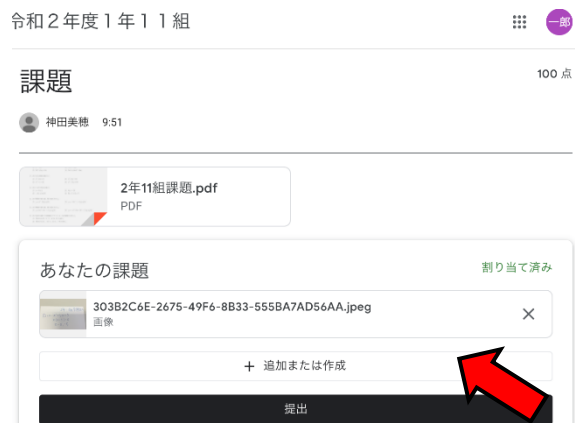 令和２年度１年１１組
一郎
課題
100 点
神田美穂 9:51
2年11組課題.pdf
PDF
あなたの課題
割り当て済み
303B2C6E-2675-49F6-8B33-555BA7AD56AA.jpeg
画像
+ 追加または作成
提出